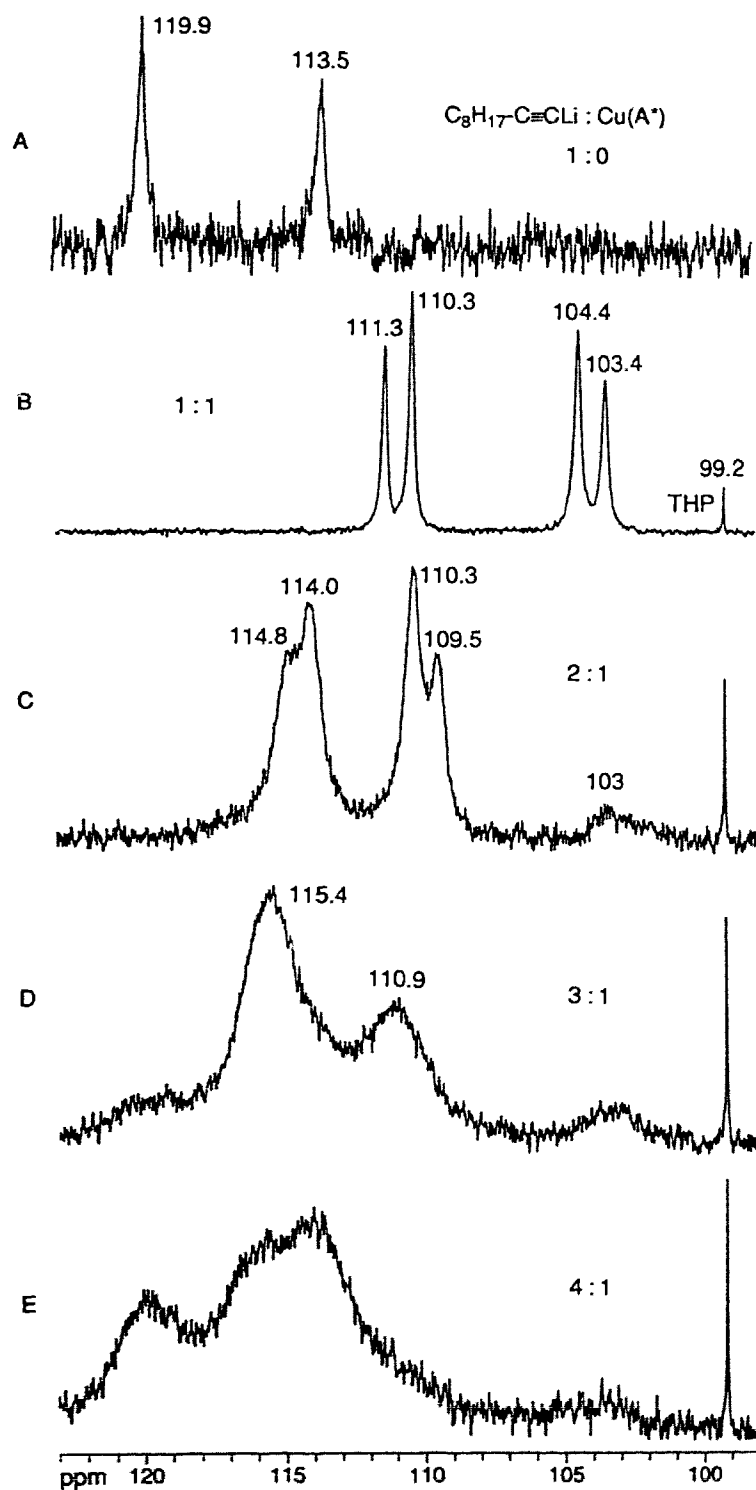 119.9
113.5
C₈H₁₇-C≡CLi : Cu(A*)
A
1 : 0
110.3
104.4
111.3
103.4
B
1 : 1
99.2
THP
114.0
110.3
114.8
109.5
C
2 : 1
103
115.4
110.9
D
3 : 1
E
4 : 1
ppm 120 115 110 105 100